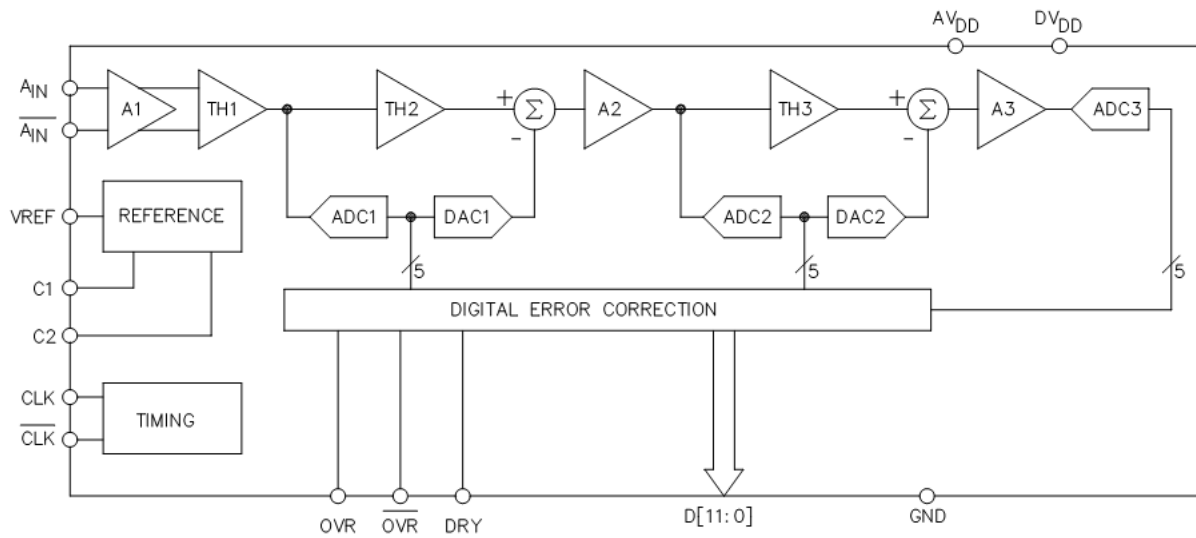 AVDD DVDD
AIN
A1 TH1 TH2 + Σ - A2 TH3 + Σ - A3 ADC3
AIN
VREF REFERENCE ADC1 DAC1 ADC2 DAC2
5 5 5
C1
DIGITAL ERROR CORRECTION
C2
CLK
TIMING
CLK
OVR OVR DRY D[11:0] GND